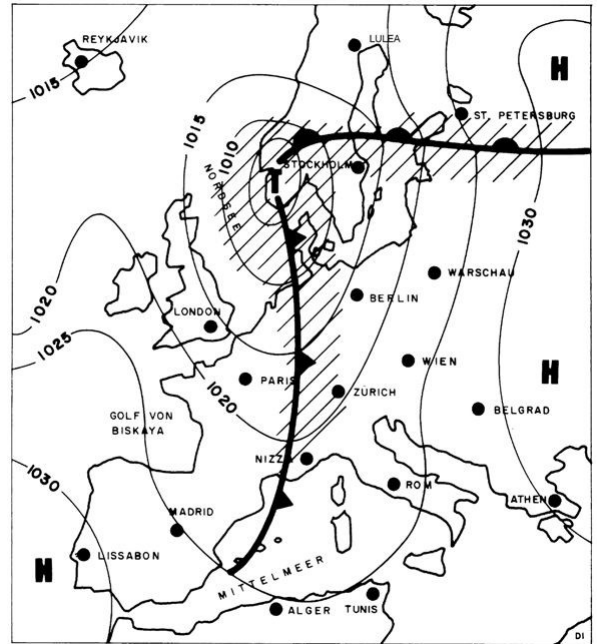 REYKJAVIK
LULEA
1015
H
ST. PETERSBURG
1015
1010
STOCKHOLM
T
NORDSEE
1030
WARSCHAU
1020
BERLIN
LONDON
1025
WIEN
H
PARIS
ZÜRICH
1020
BELGRAD
GOLF VON
BISKAYA
NIZZA
1030
ROM
ATHEN
MADRID
H
LISSABON
MITTELMEER
ALGER
TUNIS
DI